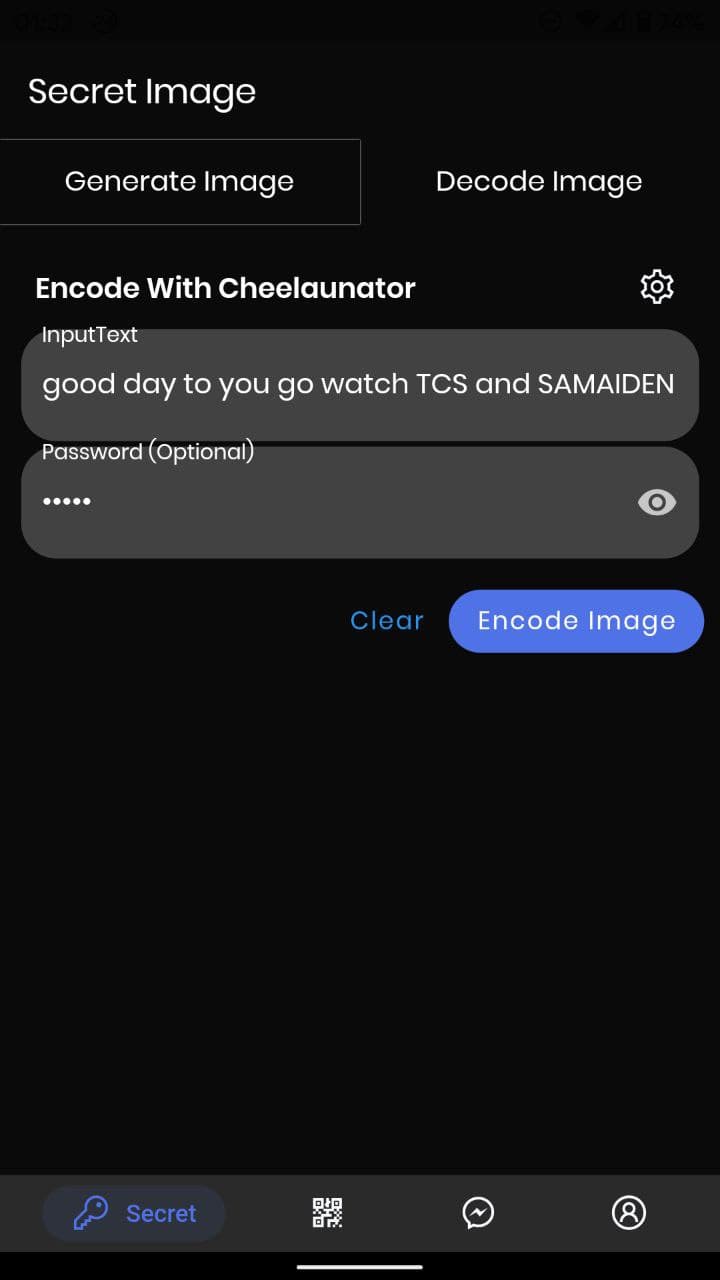 Secret Image
Generate Image
Decode Image
Encode With Cheelaunator
InputText
good day to you go watch TCS and SAMAIDEN
Password (Optional)
•••••
Clear
Encode Image
Secret